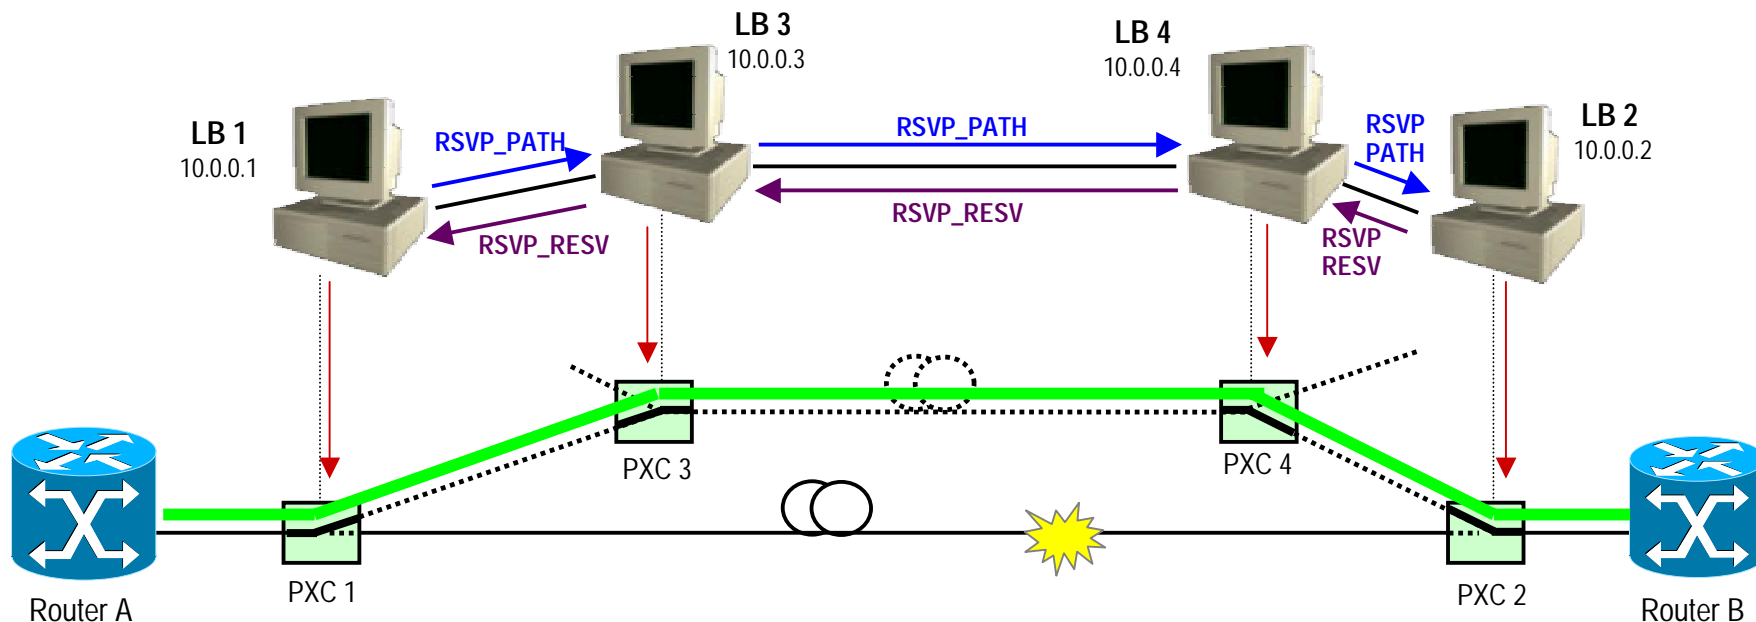 LB 3
10.0.0.3
LB 4
10.0.0.4
LB 1
10.0.0.1
RSVP_PATH
RSVP_PATH
RSVP
PATH
LB 2
10.0.0.2
RSVP_RESV
RSVP_RESV
RSVP
RESV
PXC 3
PXC 4
PXC 1
PXC 2
Router A
Router B